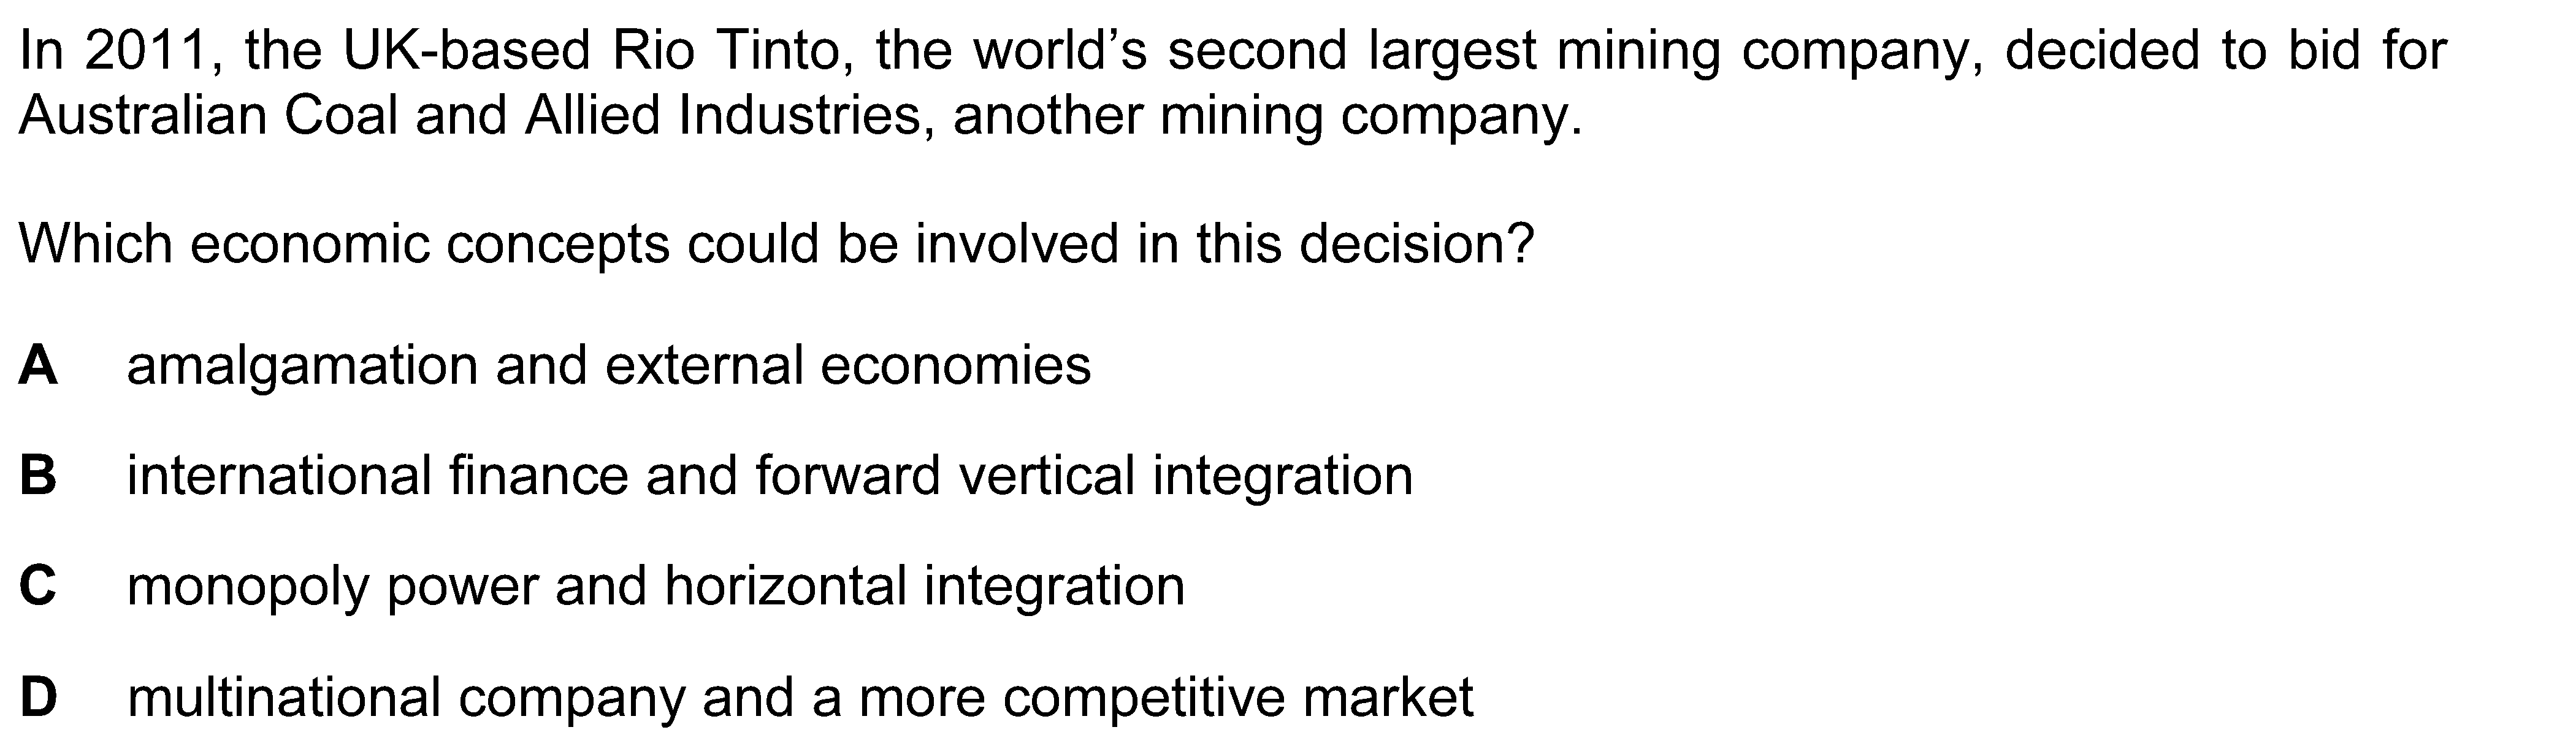 In 2011, the UK-based Rio Tinto, the world’s second largest mining company, decided to bid for
Australian Coal and Allied Industries, another mining company.
Which economic concepts could be involved in this decision?
A amalgamation and external economies
B international finance and forward vertical integration
C monopoly power and horizontal integration
D multinational company and a more competitive market